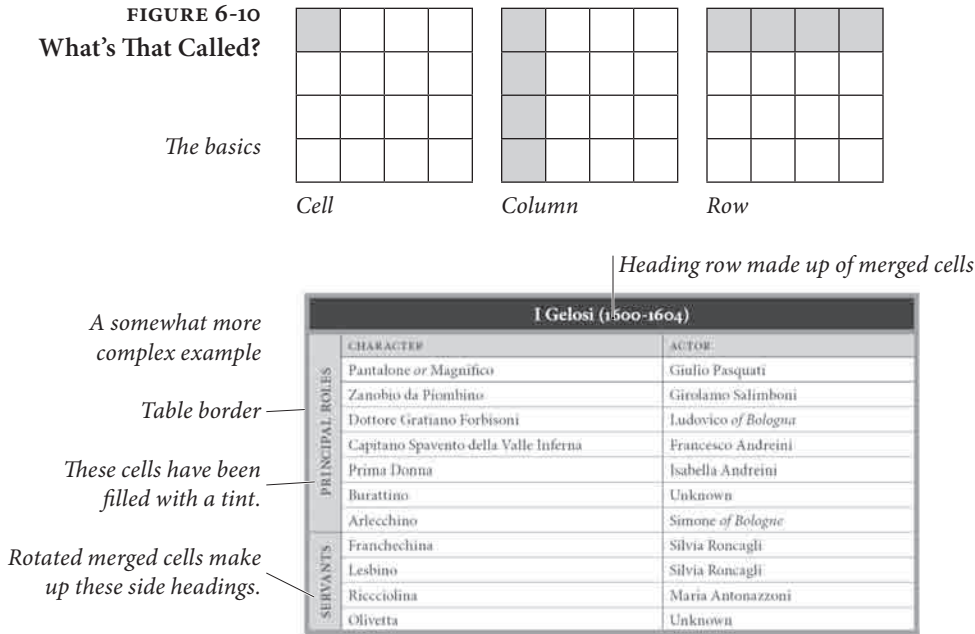 FIGURE 6-10
What's That Called?
The basics
Cell
Column
Row
Heading row made up of merged cells
A somewhat more
complex example
Table border
These cells have been
filled with a tint.
Rotated merged cells make
up these side headings.
I Gelosi (1600-1604)
CHARACTER ACTOR
PRINCIPAL ROLES
Pantalone or Magnifico Giulio Pasquati
Zanobio da Piombino Girolamo Salimboni
Dottore Gratiano Forbisoni Ludovico of Bologna
Capitano Spavento della Valle Inferna Francesco Andreini
Prima Donna Isabella Andreini
Burattino Unknown
Arlecchino Simone of Bologne
SERVANTS
Franchechina Silvia Roncagli
Lesbino Silvia Roncagli
Riccciolina Maria Antonazzoni
Olivetta Unknown